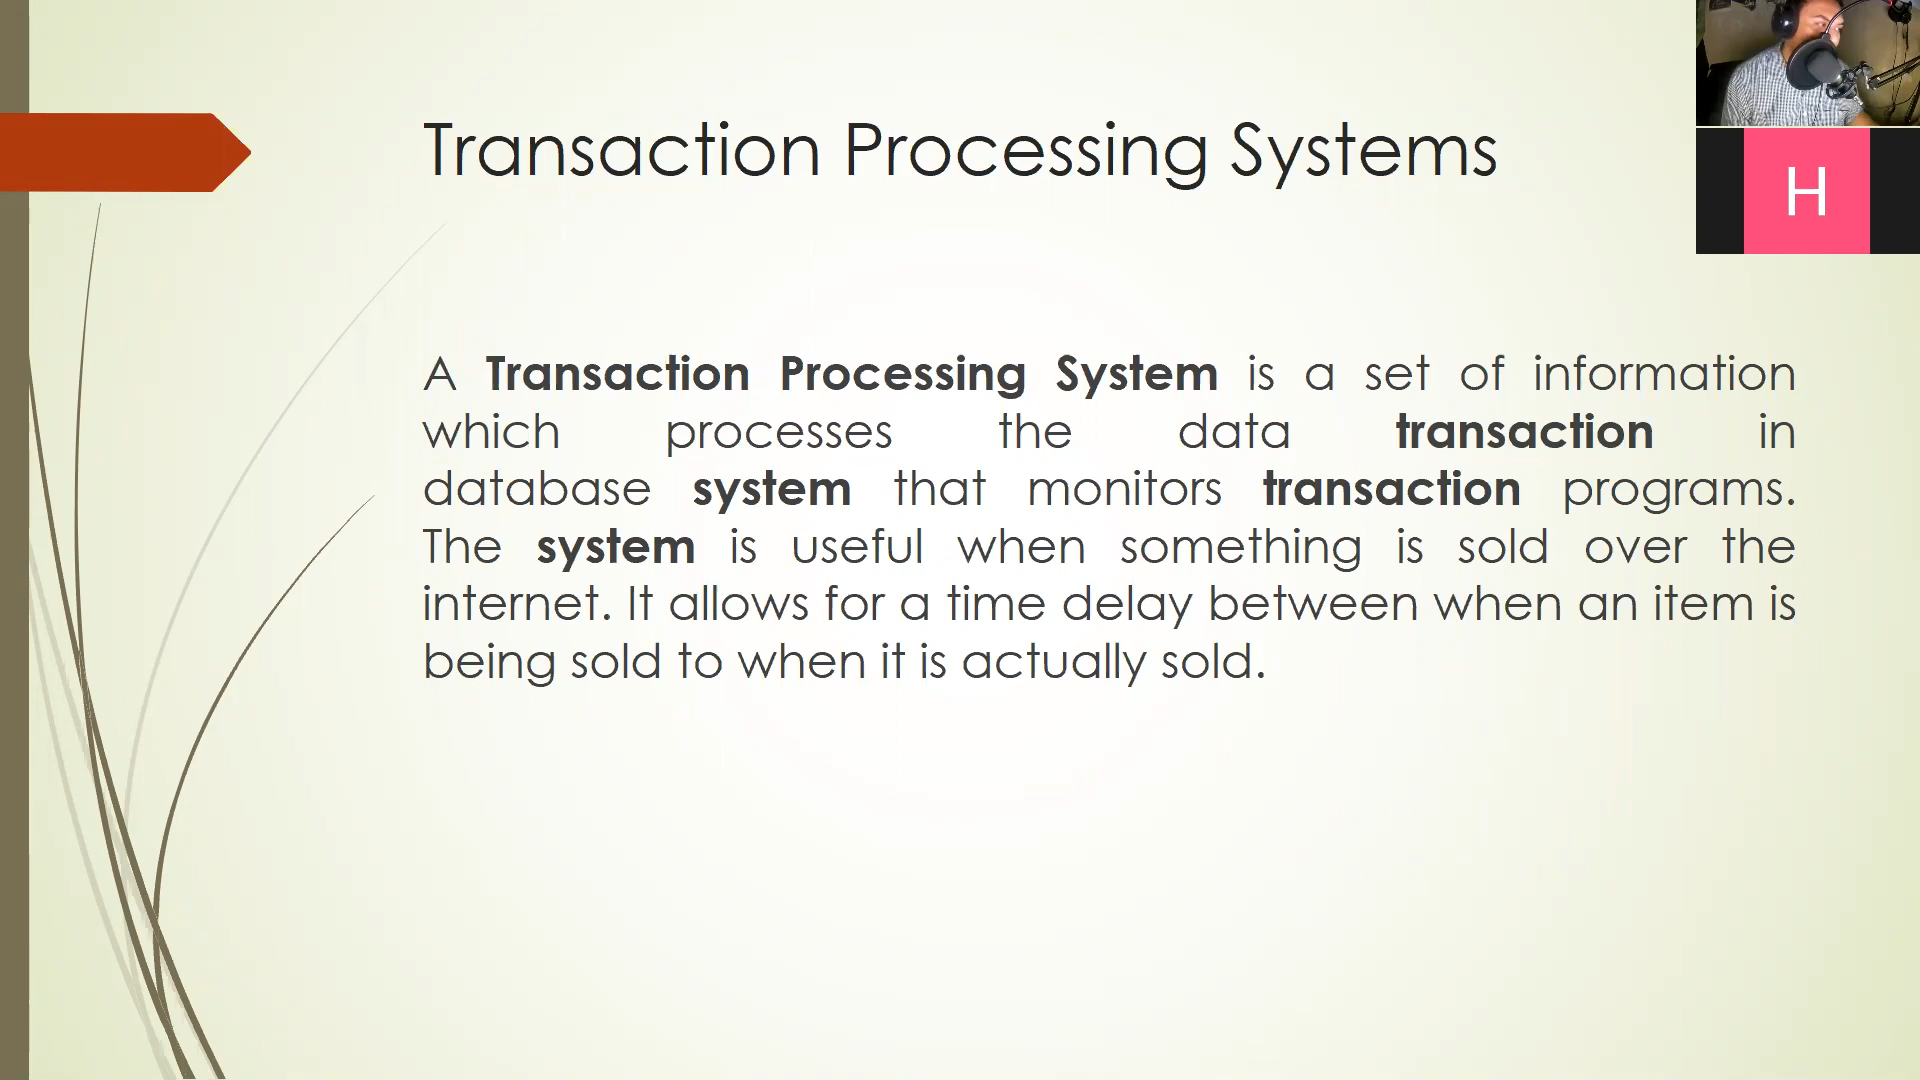 Transaction Processing Systems
H
A Transaction Processing System is a set of information
which processes the data transaction in
database system that monitors transaction programs.
The system is useful when something is sold over the
internet. It allows for a time delay between when an item is
being sold to when it is actually sold.